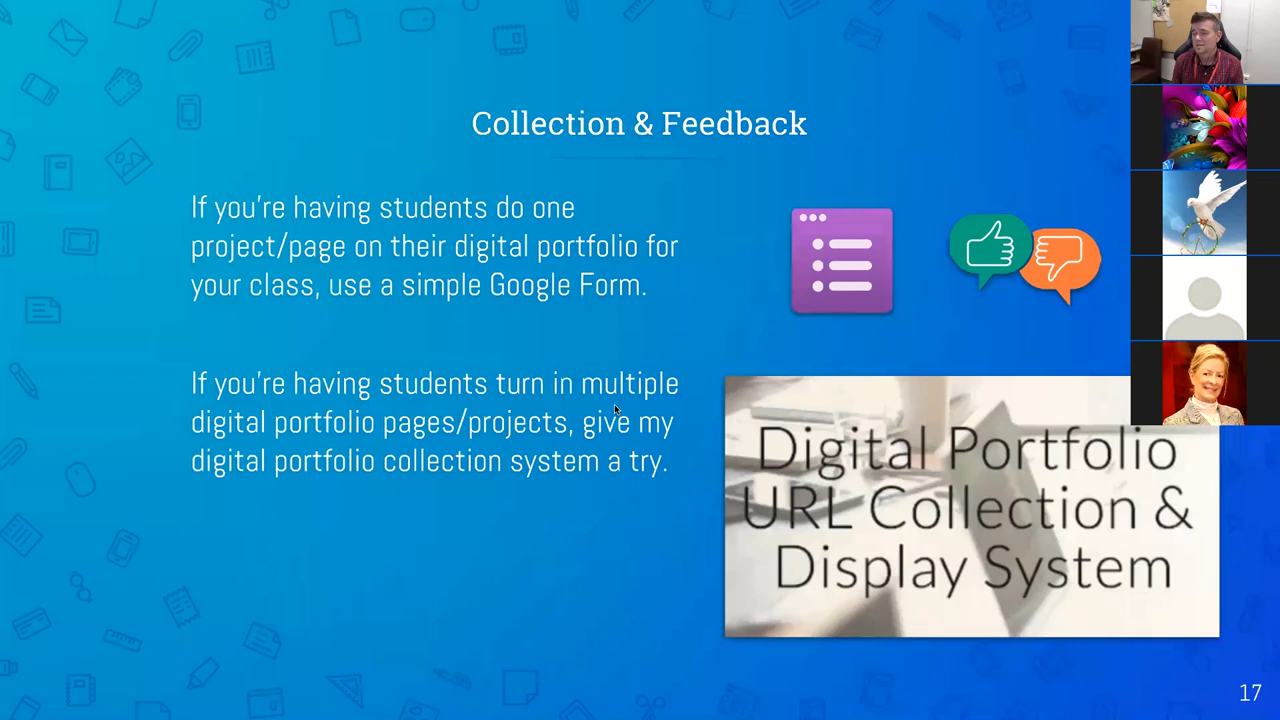 Collection & Feedback
If you're having students do one
project/page on their digital portfolio for
your class, use a simple Google Form.
If you're having students turn in multiple
digital portfolio pages/projects, give my
digital portfolio collection system a try.
Digital Portfolio
URL Collection &
Display System
17